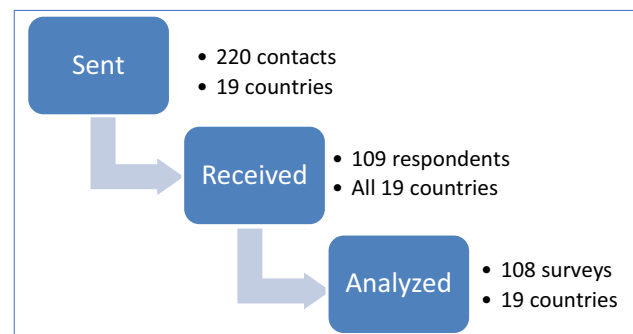 Sent
• 220 contacts
• 19 countries
Received
• 109 respondents
• All 19 countries
Analyzed
• 108 surveys
• 19 countries